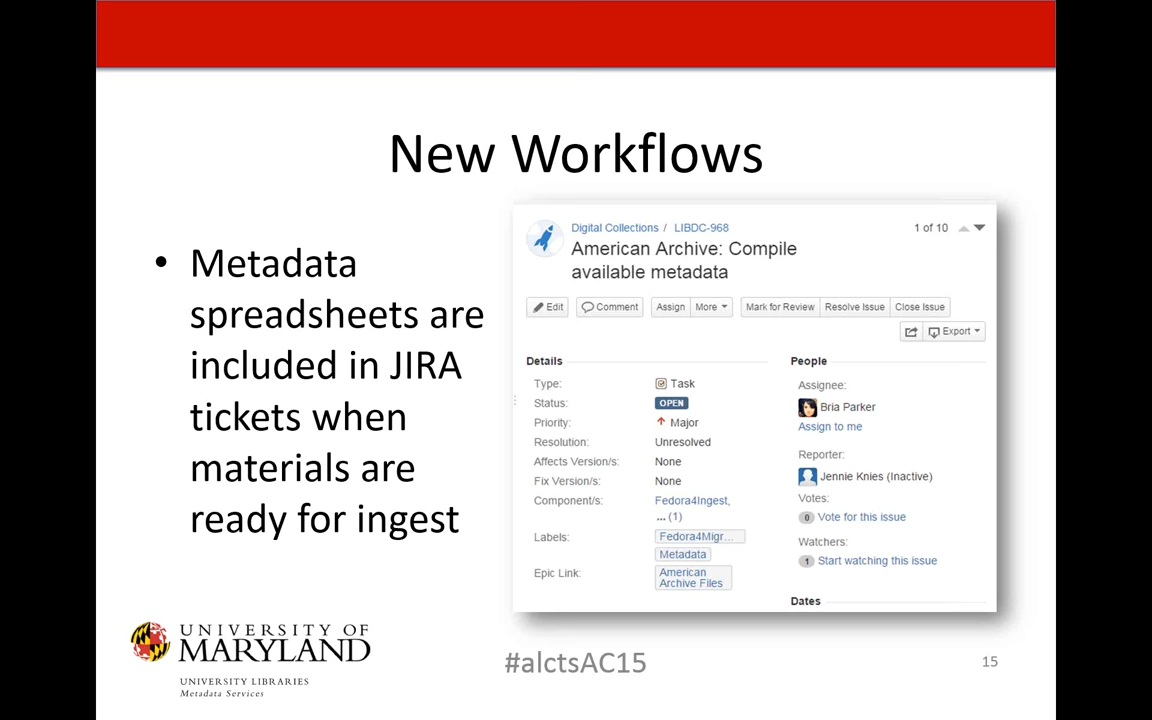 New Workflows
• Metadata
spreadsheets are
included in JIRA
tickets when
materials are
ready for ingest
Digital Collections / LIBDC-968
1 of 10
American Archive: Compile
available metadata
Edit Comment Assign More Mark for Review Resolve Issue Close Issue
Export
Details
Type: Task
Status: OPEN
Priority: Major
Resolution: Unresolved
Affects Version/s: None
Fix Version/s: None
Component/s: Fedora4Ingest,
... (1)
Labels: Fedora4Migr...
Metadata
Epic Link: American
Archive Files
People
Assignee:
Bria Parker
Assign to me
Reporter:
Jennie Knies (Inactive)
Votes:
0 Vote for this issue
Watchers:
1 Start watching this issue
Dates
UNIVERSITY OF
MARYLAND
UNIVERSITY LIBRARIES
Metadata Services
#alctsAC15
15